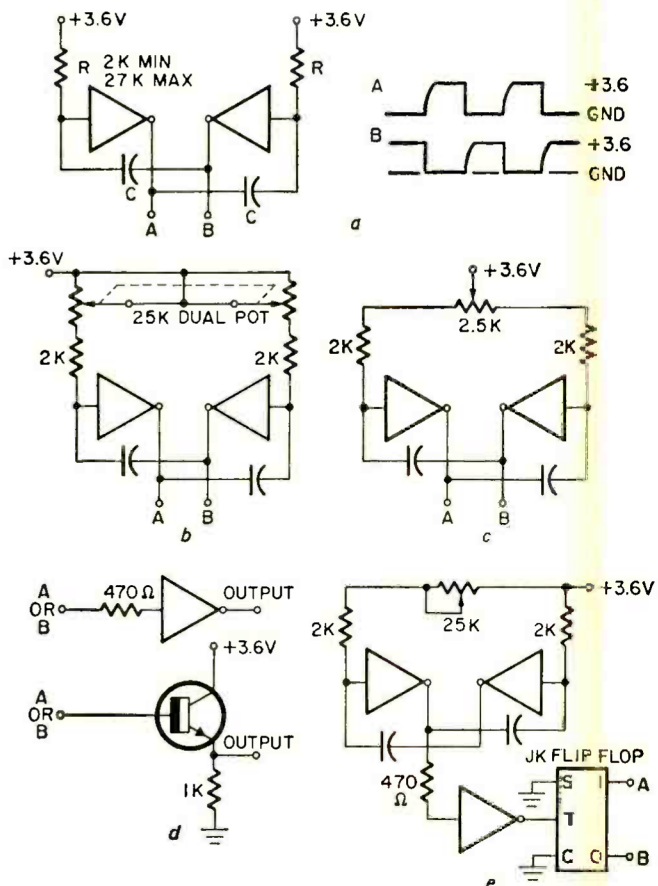 +3.6V +3.6V
R 2K MIN
27K MAX R
A +3.6
GND
B +3.6
GND
C C
A B
a
+3.6V
25K DUAL POT
2K 2K
A B
b
+3.6V
2.5K
2K 2K
A B
c
A
OR
B 470Ω OUTPUT
+3.6V
A
OR
B OUTPUT
1K
d
+3.6V
25K
2K 2K
470
Ω
JK FLIP FLOP
S 1 A
T
C 0 B
e